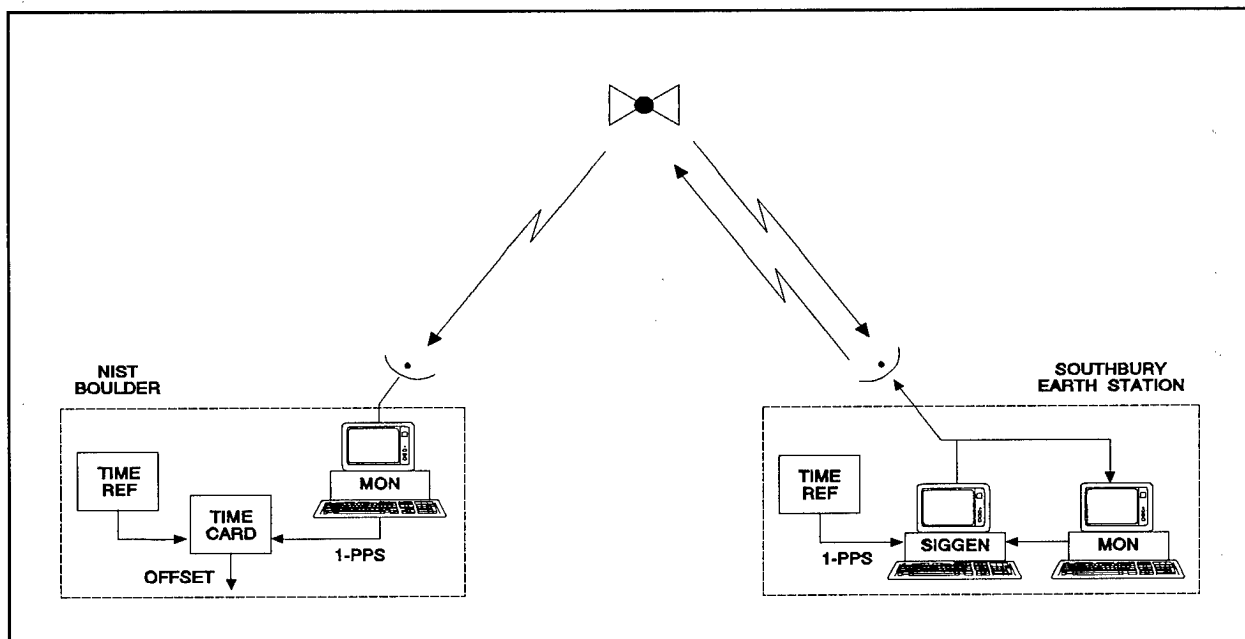 NIST
BOULDER
TIME
REF
TIME
CARD
MON
1-PPS
OFFSET
SOUTHBURY
EARTH STATION
TIME
REF
1-PPS
SIGGEN
MON